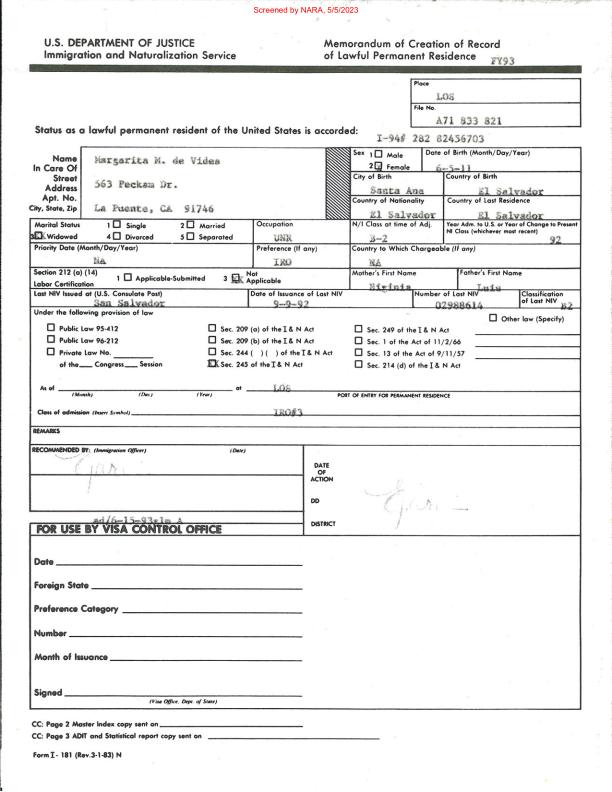 Screened by NARA, 5/5/2023
U.S. DEPARTMENT OF JUSTICE
Immigration and Naturalization Service
Memorandum of Creation of Record
of Lawful Permanent Residence FY93
Place
LOS
File No.
A71 833 821
Status as a lawful permanent resident of the United States is accorded:
I-94# 282 82456703
Name
In Care Of
Street
Address
Apt. No.
City, State, Zip
Margarita M. de Vides
563 Peckam Dr.
La Puente, CA 91746
Sex 1 Male
2 Female
Date of Birth (Month/Day/Year)
6-5-11
City of Birth
Santa Ana
Country of Birth
El Salvador
Country of Nationality
El Salvador
Country of Last Residence
El Salvador
Marital Status 1 Single 2 Married
Widowed 4 Divorced 5 Separated
Occupation
UNR
N/I Class at time of Adj.
B-2
Year Adm. to U.S. or Year of Change to Present
NI Class (whichever most recent)
92
Priority Date (Month/Day/Year)
NA
Preference (If any)
IRO
Country to Which Chargeable (If any)
NA
Section 212 (a) (14)
Labor Certification
1 Applicable-Submitted 3 Not
Applicable
Mother's First Name
Father's First Name
Luis
Last NIV Issued at (U.S. Consulate Post)
San Salvador
Date of Issuance of Last NIV
9-9-92
Number of Last NIV
02988614
Classification
of Last NIV B2
Under the following provision of law
Other law (Specify)
Public Law 95-412
Sec. 209 (a) of the I & N Act
Sec. 249 of the I & N Act
Public Law 96-212
Sec. 209 (b) of the I & N Act
Sec. 1 of the Act of 11/2/66
Private Law No.
Sec. 244 ( ) ( ) of the I & N Act
Sec. 13 of the Act of 9/11/57
of the Congress Session
Sec. 245 of the I & N Act
Sec. 214 (d) of the I & N Act
As of at LOS
(Month) (Day) (Year) PORT OF ENTRY FOR PERMANENT RESIDENCE
Class of admission (Insert Symbol) IRO#3
REMARKS
RECOMMENDED BY: (Immigration Officer) (Date)
DATE
OF
ACTION
DD
DISTRICT
FOR USE BY VISA CONTROL OFFICE
Date
Foreign State
Preference Category
Number
Month of Issuance
Signed
(Visa Office, Dept. of State)
CC: Page 2 Master Index copy sent on
CC: Page 3 ADIT and Statistical report copy sent on
Form I - 181 (Rev.3-1-83) N